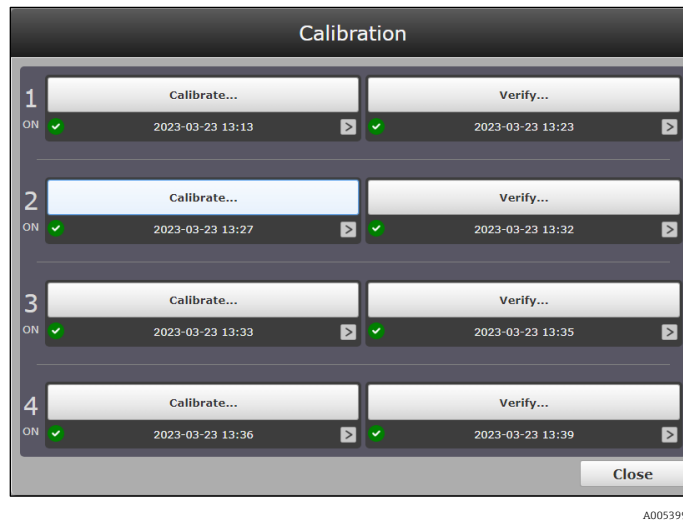 Calibration
1
Calibrate... Verify...
ON 2023-03-23 13:13 > 2023-03-23 13:23 >
2
Calibrate... Verify...
ON 2023-03-23 13:27 > 2023-03-23 13:32 >
3
Calibrate... Verify...
ON 2023-03-23 13:33 > 2023-03-23 13:35 >
4
Calibrate... Verify...
ON 2023-03-23 13:36 > 2023-03-23 13:39 >
Close